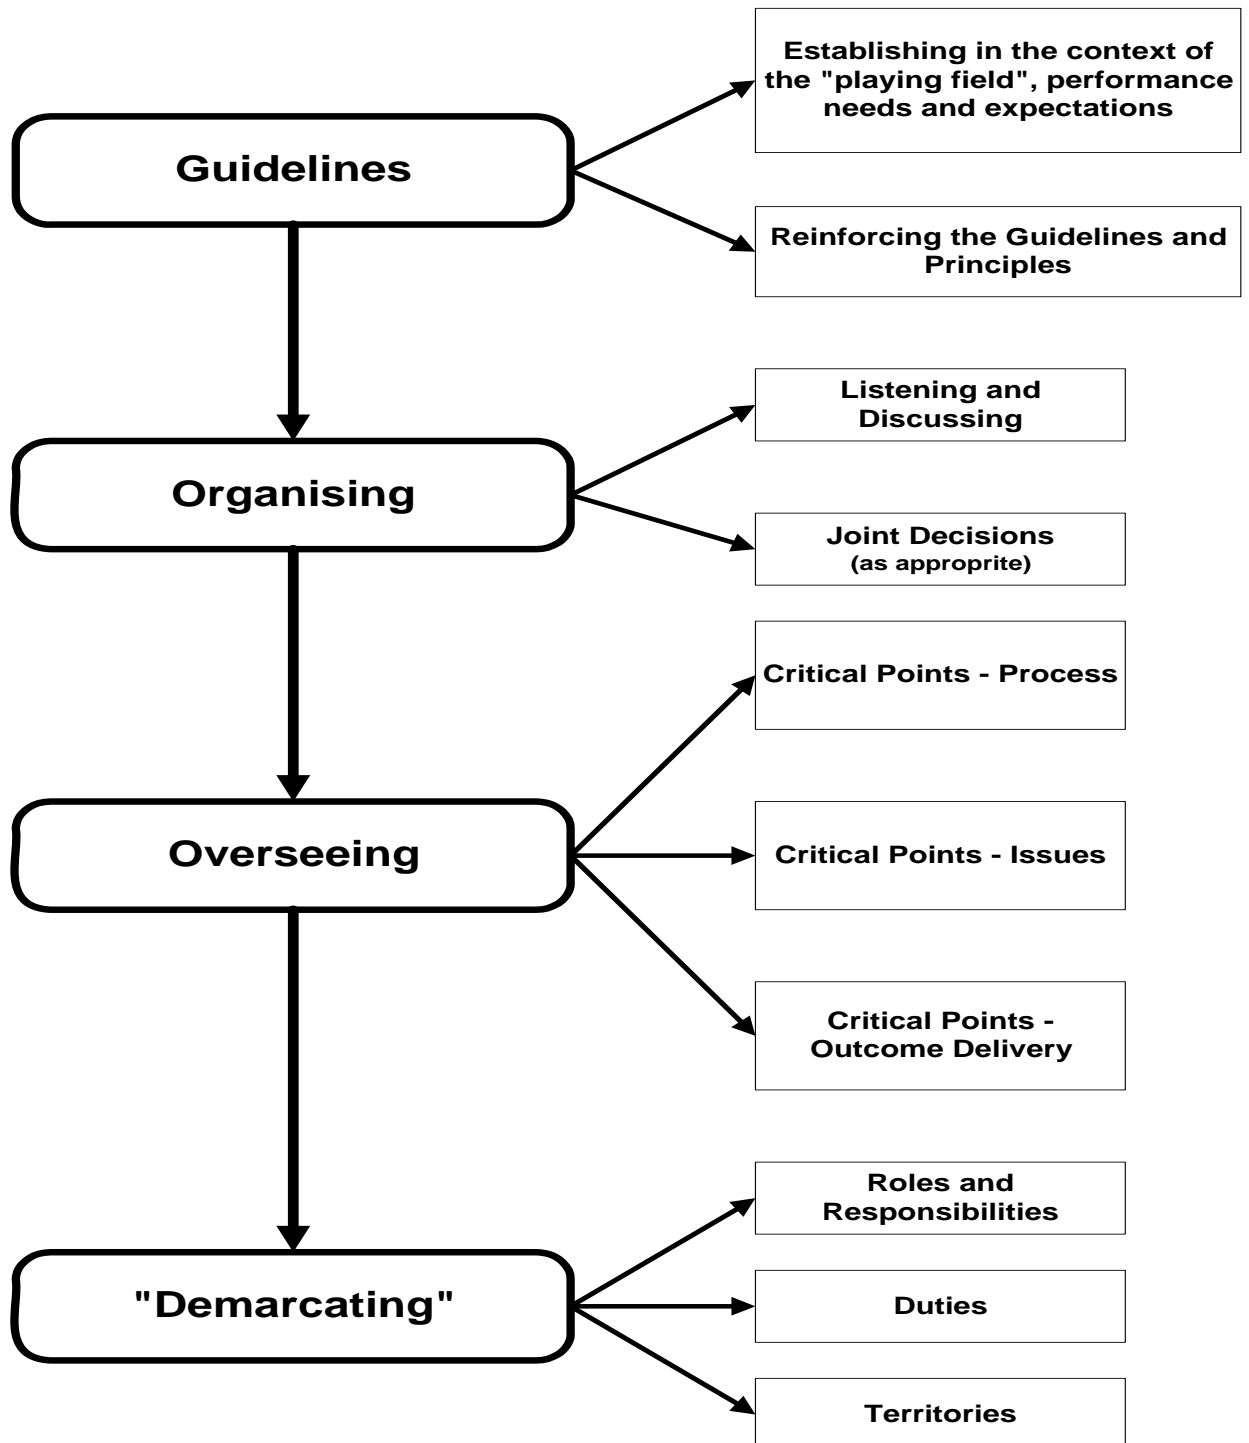 Guidelines
Establishing in the context of
the "playing field", performance
needs and expectations
Reinforcing the Guidelines and
Principles
Organising
Listening and
Discussing
Joint Decisions
(as approprite)
Overseeing
Critical Points - Process
Critical Points - Issues
Critical Points -
Outcome Delivery
"Demarcating"
Roles and
Responsibilities
Duties
Territories